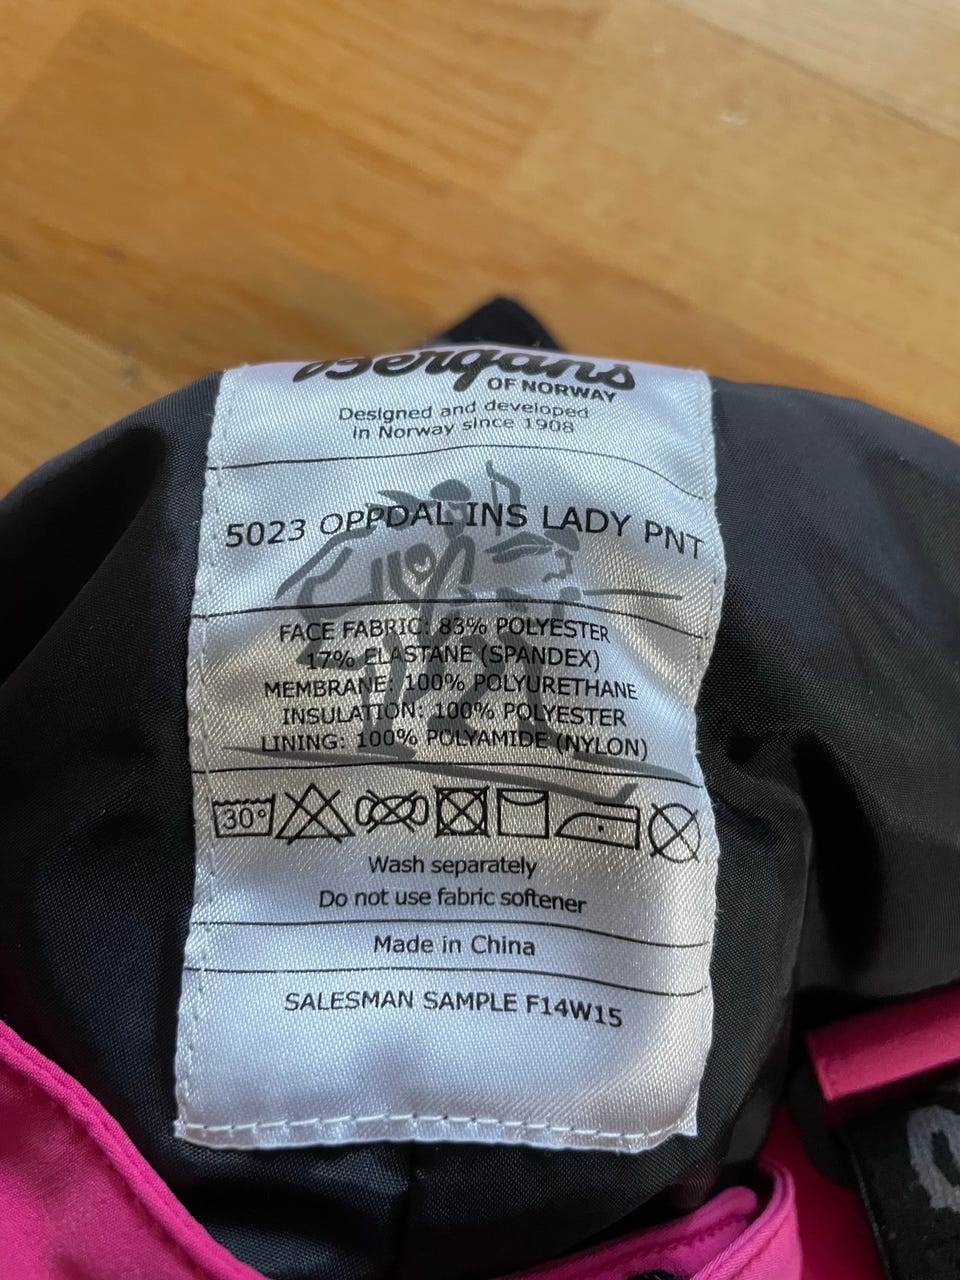 Bergans
OF NORWAY
Designed and developed
in Norway since 1908
5023 OPPDAL INS LADY PNT
FACE FABRIC: 83% POLYESTER
17% ELASTANE (SPANDEX)
MEMBRANE: 100% POLYURETHANE
INSULATION: 100% POLYESTER
LINING: 100% POLYAMIDE (NYLON)
30°
Wash separately
Do not use fabric softener
Made in China
SALESMAN SAMPLE F14W15